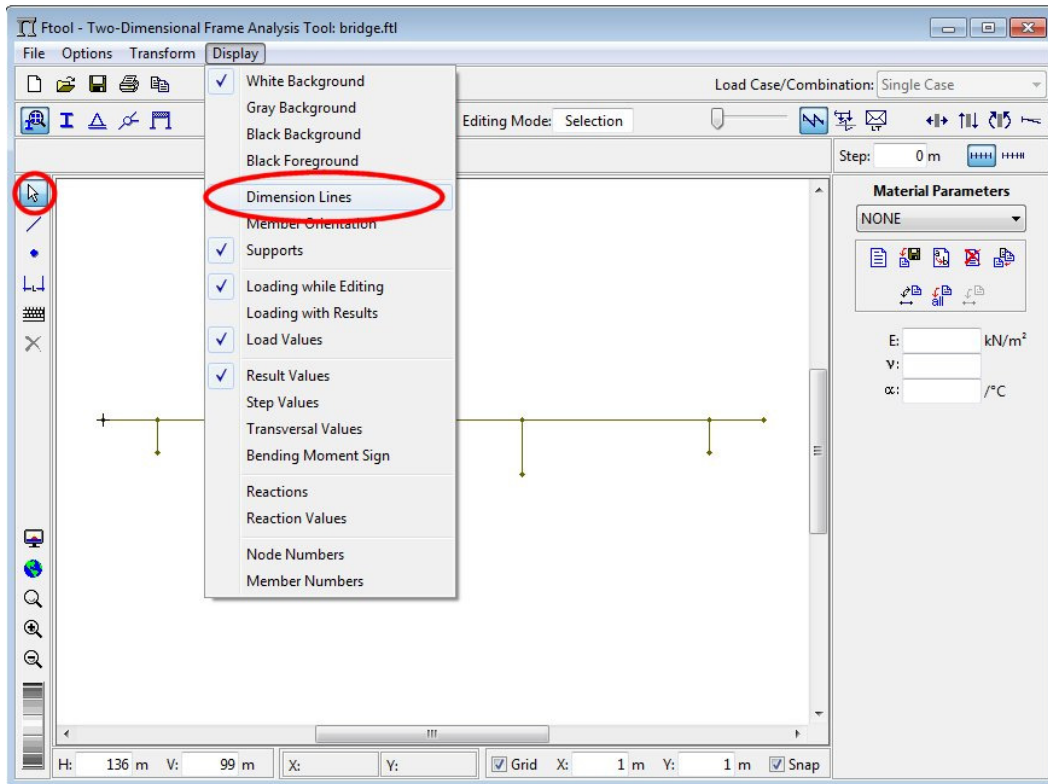 Ftool - Two-Dimensional Frame Analysis Tool: bridge.ftl
File Options Transform Display
Load Case/Combination: Single Case
Editing Mode: Selection
LT
Step: 0 m
White Background
Gray Background
Black Background
Black Foreground
Dimension Lines
Member Orientation
Supports
Loading while Editing
Loading with Results
Load Values
Result Values
Step Values
Transversal Values
Bending Moment Sign
Reactions
Reaction Values
Node Numbers
Member Numbers
Material Parameters
NONE
all
E: kN/m²
ν:
α: /°C
H: 136 m V: 99 m X: Y: Grid X: 1 m Y: 1 m Snap